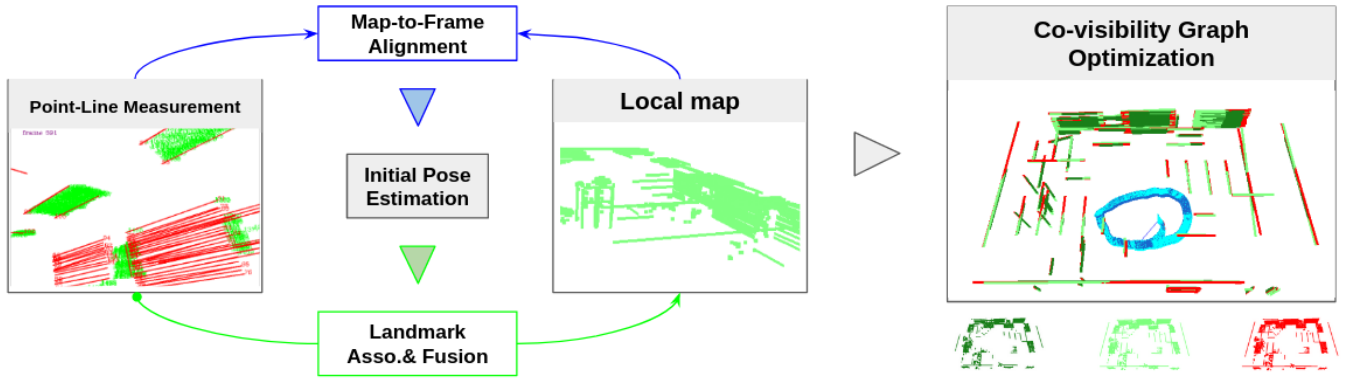 Map-to-Frame
Alignment
Point-Line Measurement
Local map
Initial Pose
Estimation
Landmark
Asso.& Fusion
Co-visibility Graph
Optimization